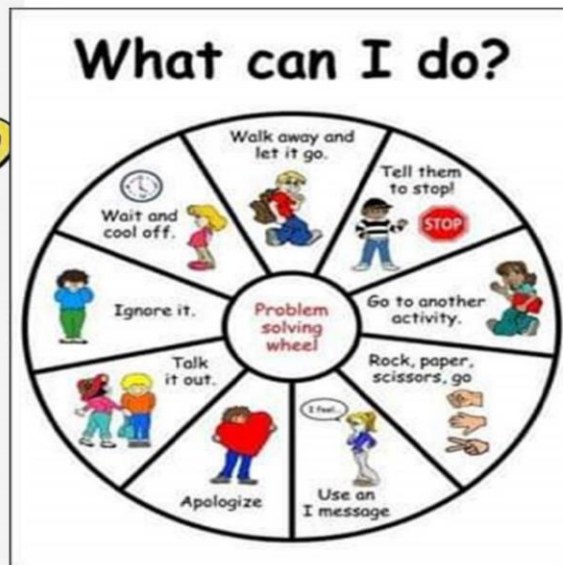 What can I do?
Walk away and
let it go.
Tell them
to stop!
STOP
Go to another
activity.
Rock, paper,
scissors, go
I feel...
Use an
I message
Apologize
Talk
it out.
Ignore it.
Wait and
cool off.
Problem
solving
wheel